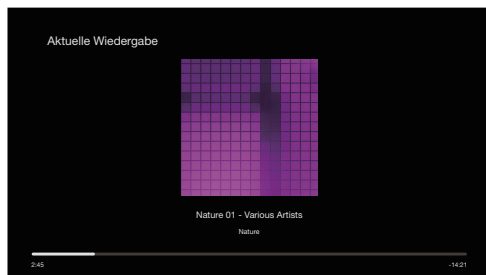 Aktuelle Wiedergabe
Nature 01 - Various Artists
Nature
2:45
-14:21